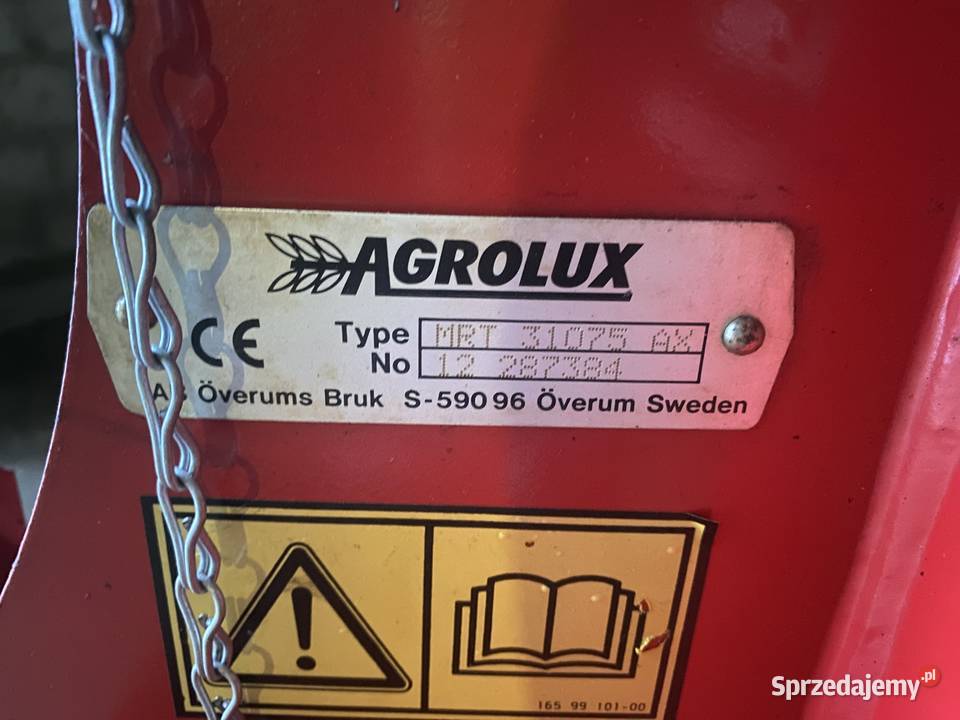 AGROLUX
CE
Type MRT 31075 AX
No 12 287384
AB Överums Bruk S-590 96 Överum Sweden
165 99 101-00
Sprzedajemy.pl